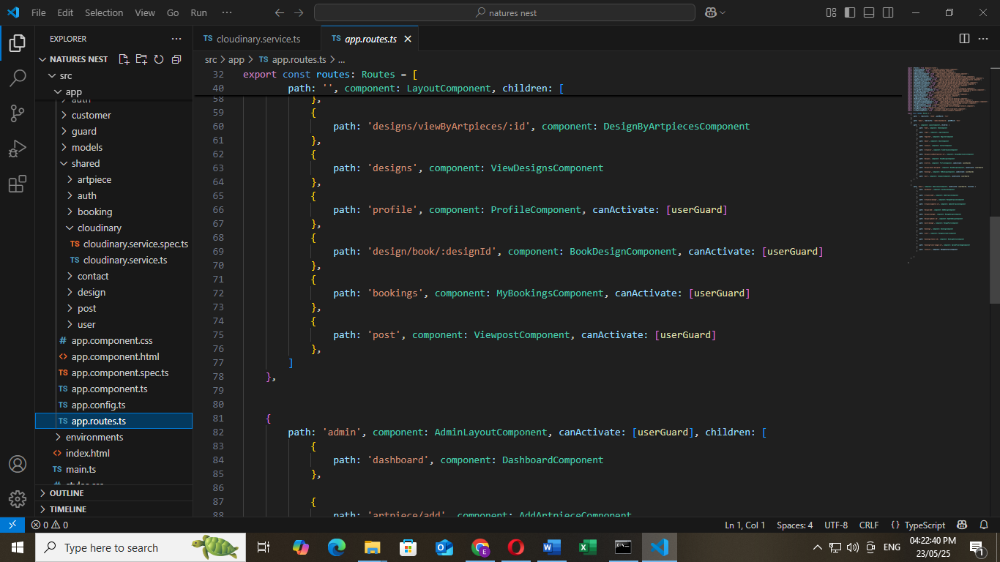 File Edit Selection View Go Run ···
natures nest
EXPLORER ···
NATURES NEST
src
app
auth
customer
guard
models
shared
artpiece
auth
booking
cloudinary
TS cloudinary.service.spec.ts
TS cloudinary.service.ts
contact
design
post
user
# app.component.css
<> app.component.html
TS app.component.spec.ts
TS app.component.ts
TS app.config.ts
TS app.routes.ts
environments
<> index.html
TS main.ts
# styles.css
OUTLINE
TIMELINE
TS cloudinary.service.ts TS app.routes.ts
src > app > TS app.routes.ts > ...
32 export const routes: Routes = [
40 path: '', component: LayoutComponent, children: [
58 },
59 {
60 path: 'designs/viewByArtpieces/:id', component: DesignByArtpiecesComponent
61 },
62 {
63 path: 'designs', component: ViewDesignsComponent
64 },
65 {
66 path: 'profile', component: ProfileComponent, canActivate: [userGuard]
67 },
68 {
69 path: 'design/book/:designId', component: BookDesignComponent, canActivate: [userGuard]
70 },
71 {
72 path: 'bookings', component: MyBookingsComponent, canActivate: [userGuard]
73 },
74 {
75 path: 'post', component: ViewpostComponent, canActivate: [userGuard]
76 },
77 ]
78 },
79
80
81 {
82 path: 'admin', component: AdminLayoutComponent, canActivate: [userGuard], children: [
83 {
84 path: 'dashboard', component: DashboardComponent
85 },
86
87 {
88 path: 'artpiece/add', component: AddArtpieceComponent
0 0 Ln 1, Col 1 Spaces: 4 UTF-8 CRLF {} TypeScript
Type here to search
ENG
04:22:40 PM
23/05/25
1